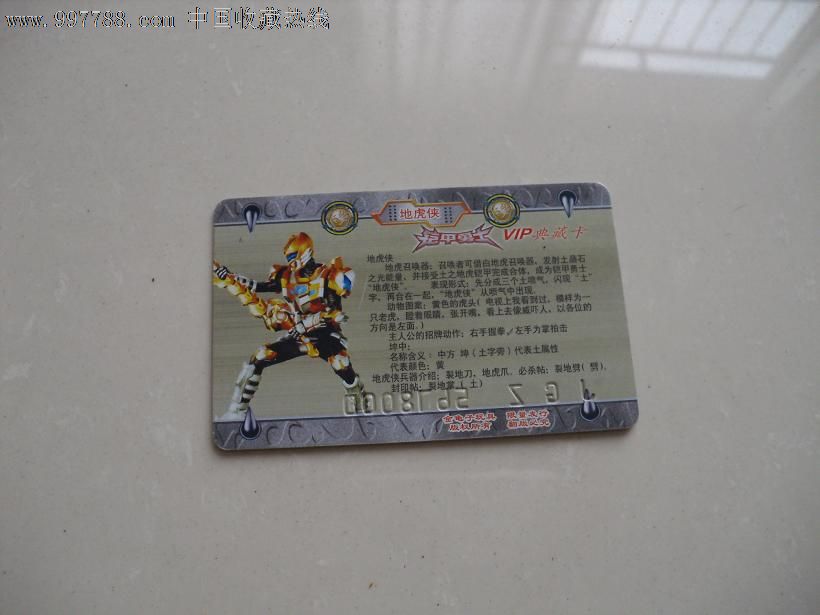 www.997788.com 中国收藏热线
地虎侠
铠甲勇士 VIP典藏卡
地虎侠
地虎召唤器：召唤者可借由地虎召唤器，发射土晶石
之光能量，并接受土之地虎铠甲完成合体，成为铠甲勇士
“地虎侠”。 表现形式：先分成三个土喷气，闪现“土”
字，再合在一起，“地虎侠”从喷气中出现。
动物图案：黄色的虎头(电视上我看到过，模样为一
只老虎，瞪着眼睛，张开嘴，看上去像威吓人，以各位的
方向是左面.)
主人公的招牌动作：右手握拳，左手为掌拍击
坤中：
名称含义：中方 坤（土字旁）代表土属性
代表颜色：黄
地虎侠兵器介绍：裂地刀，地虎爪，必杀帖：裂地劈(劈)，
封印帖：裂地掌(土)
金电子玩具 限量发行
版权所有 翻版必究